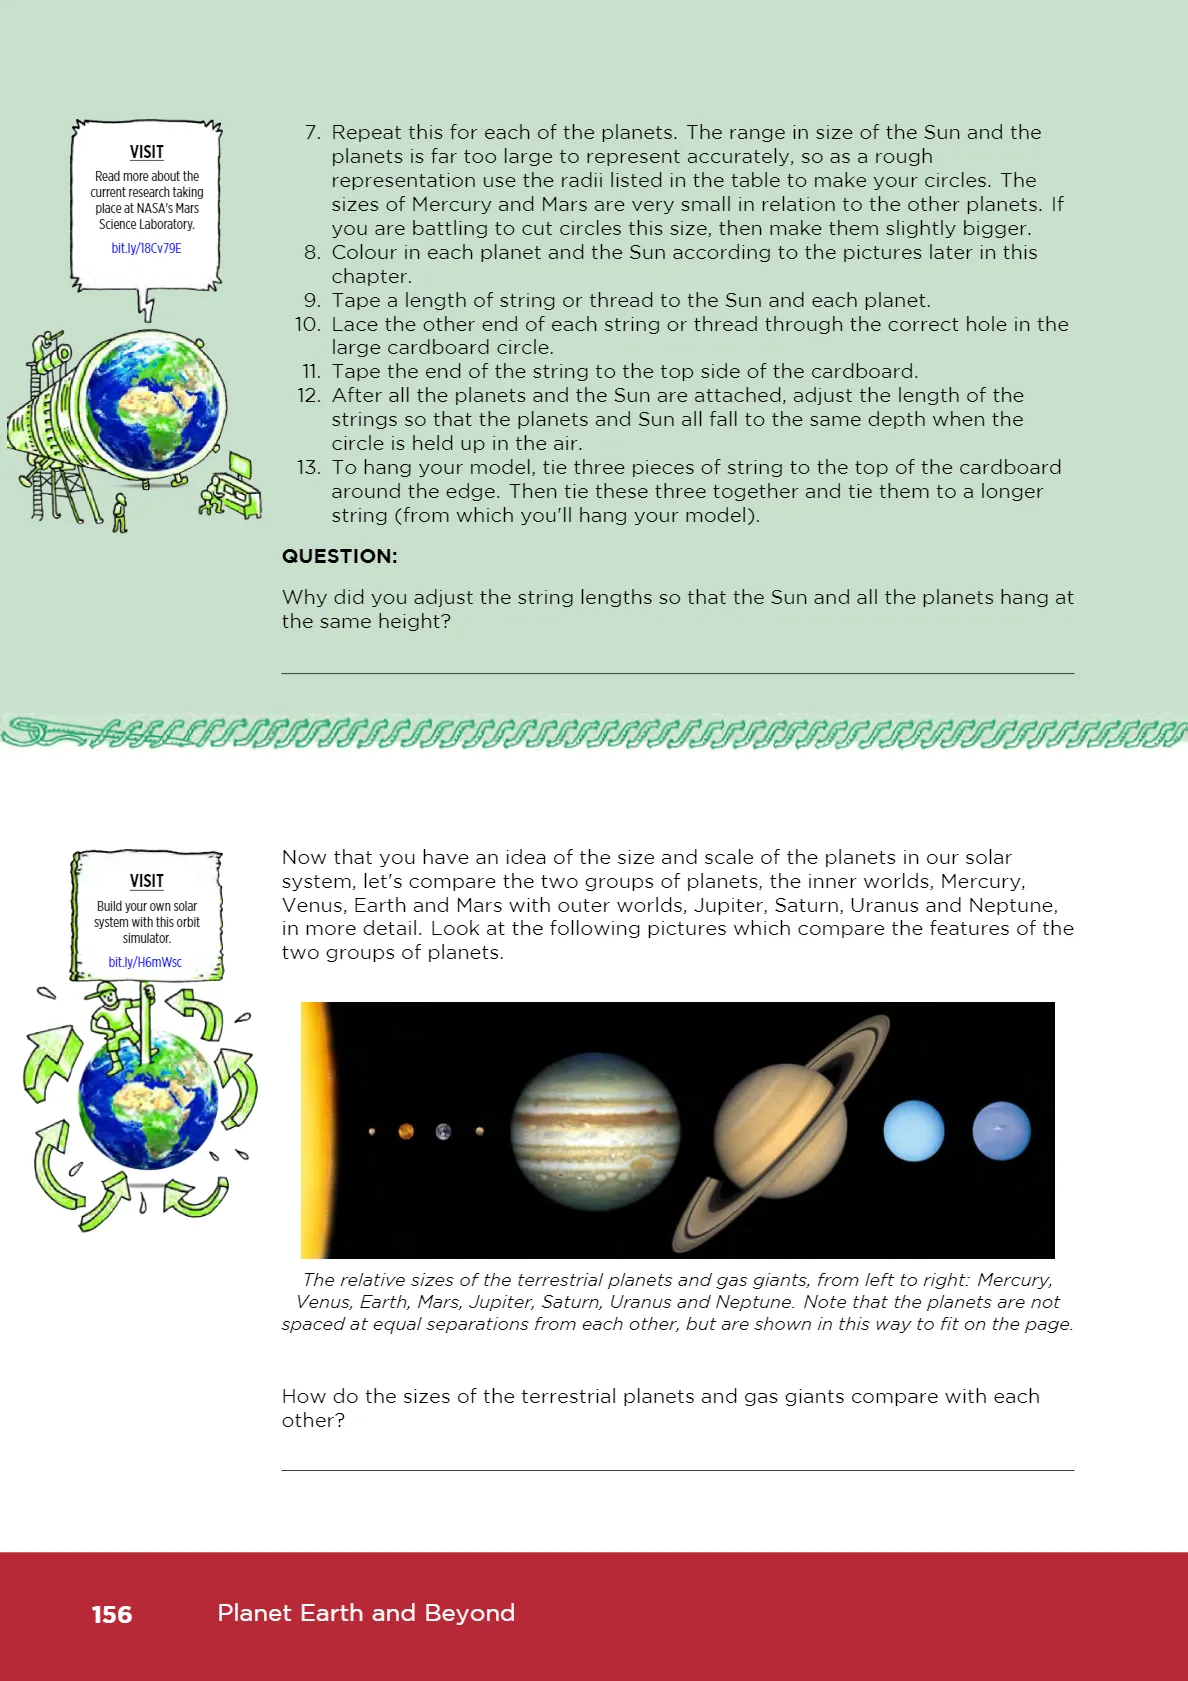 VISIT
Read more about the
current research taking
place at NASA's Mars
Science Laboratory.
bit.ly/18Cv79E
7. Repeat this for each of the planets. The range in size of the Sun and the
planets is far too large to represent accurately, so as a rough
representation use the radii listed in the table to make your circles. The
sizes of Mercury and Mars are very small in relation to the other planets. If
you are battling to cut circles this size, then make them slightly bigger.
8. Colour in each planet and the Sun according to the pictures later in this
chapter.
9. Tape a length of string or thread to the Sun and each planet.
10. Lace the other end of each string or thread through the correct hole in the
large cardboard circle.
11. Tape the end of the string to the top side of the cardboard.
12. After all the planets and the Sun are attached, adjust the length of the
strings so that the planets and Sun all fall to the same depth when the
circle is held up in the air.
13. To hang your model, tie three pieces of string to the top of the cardboard
around the edge. Then tie these three together and tie them to a longer
string (from which you'll hang your model).
QUESTION:
Why did you adjust the string lengths so that the Sun and all the planets hang at
the same height?
VISIT
Build your own solar
system with this orbit
simulator.
bit.ly/H6mWsc
Now that you have an idea of the size and scale of the planets in our solar
system, let's compare the two groups of planets, the inner worlds, Mercury,
Venus, Earth and Mars with outer worlds, Jupiter, Saturn, Uranus and Neptune,
in more detail. Look at the following pictures which compare the features of the
two groups of planets.
The relative sizes of the terrestrial planets and gas giants, from left to right: Mercury,
Venus, Earth, Mars, Jupiter, Saturn, Uranus and Neptune. Note that the planets are not
spaced at equal separations from each other, but are shown in this way to fit on the page.
How do the sizes of the terrestrial planets and gas giants compare with each
other?
156 Planet Earth and Beyond